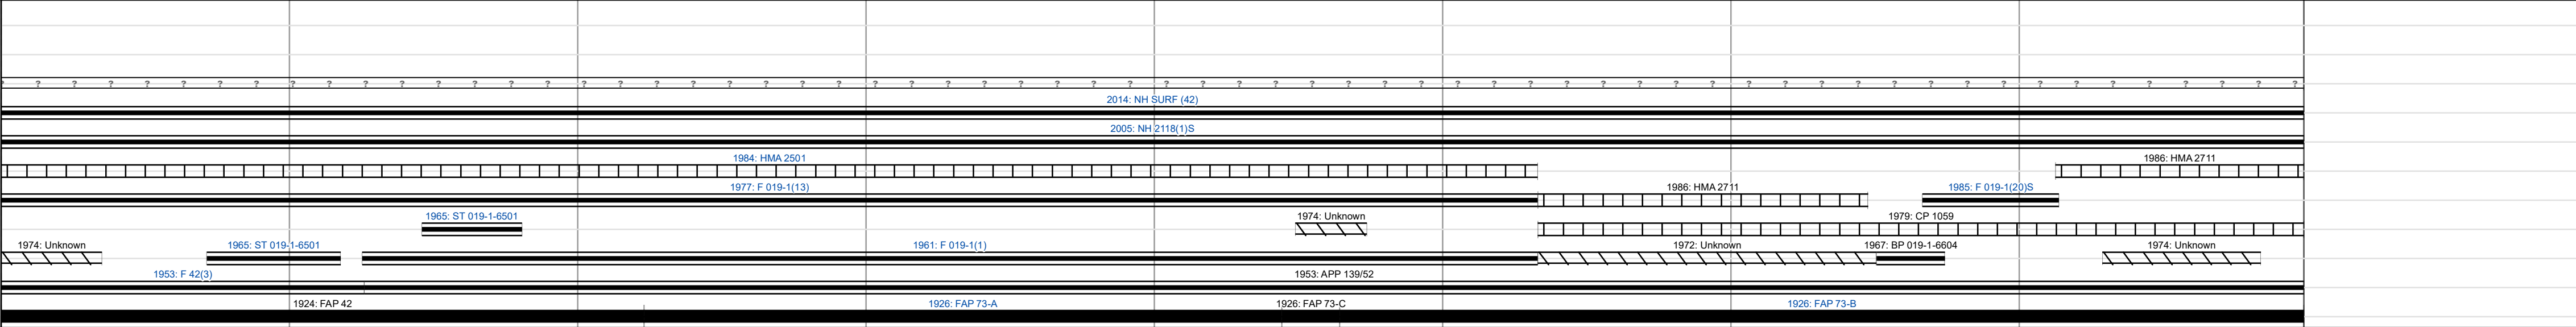 ? ? ? ? ? ? ? ? ? ? ? ? ? ? ? ? ? ? ? ? ? ? ? ? ? ? ? ? ? ? ? ? ? ? ? ? ? ? ? ? ? ? ? ? ? ? ? ? ? ? ? ? ? ? ? ? ? ? ? ? ? ? ? ?
2014: NH SURF (42)
2005: NH 2118(1)S
1984: HMA 2501 1986: HMA 2711
1977: F 019-1(13) 1986: HMA 2711 1985: F 019-1(20)S
1965: ST 019-1-6501 1974: Unknown 1979: CP 1059
1974: Unknown 1965: ST 019-1-6501 1961: F 019-1(1) 1972: Unknown 1967: BP 019-1-6604 1974: Unknown
1953: F 42(3) 1953: APP 139/52
1924: FAP 42 1926: FAP 73-A 1926: FAP 73-C 1926: FAP 73-B